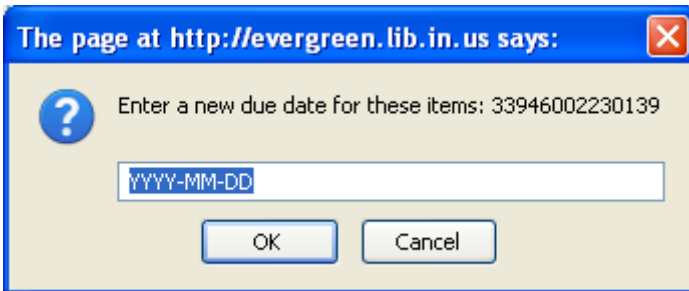 The page at http://evergreen.lib.in.us says:
Enter a new due date for these items: 33946002230139
YYYY-MM-DD
OK Cancel